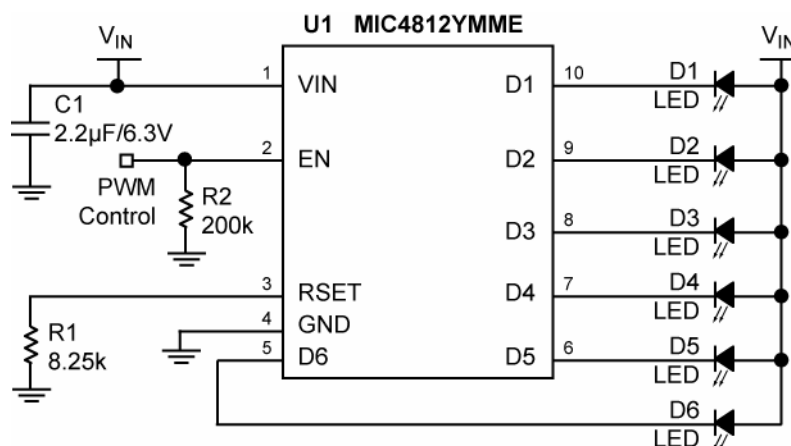 U1 MIC4812YMME
VIN
VIN
1
VIN
D1
10
D1
LED
C1
2.2µF/6.3V
2
EN
D2
9
D2
LED
PWM
Control
R2
200k
D3
8
D3
LED
3
RSET
D4
7
D4
LED
4
GND
R1
8.25k
5
D6
D5
6
D5
LED
D6
LED